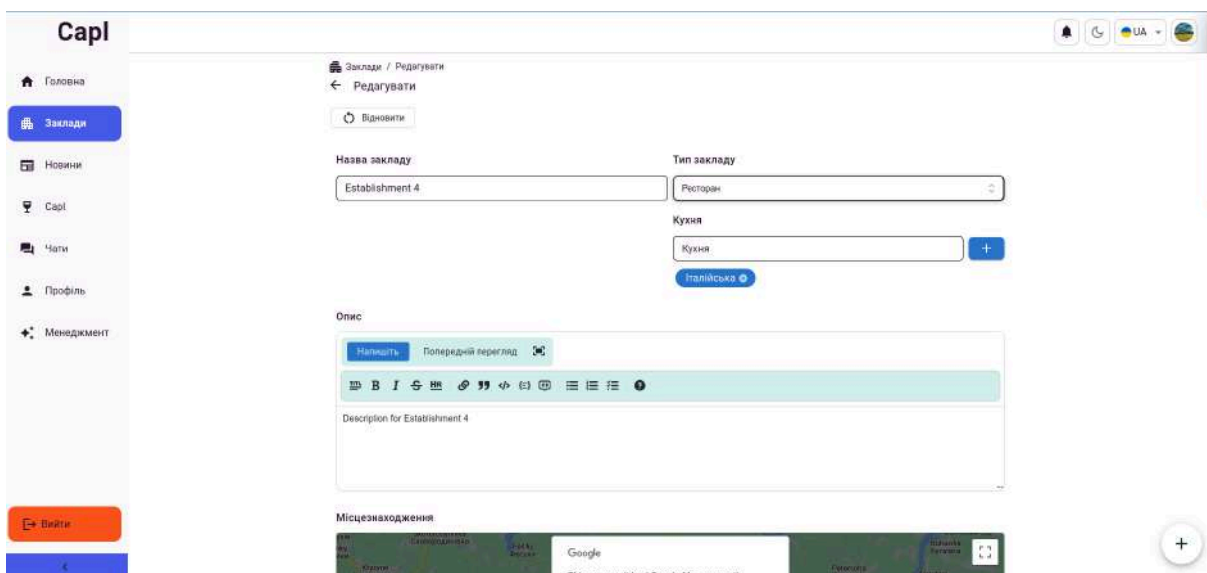 Capl
UA
Головна
Заклади
Новини
Capl
Чати
Профіль
Менеджмент
Вийти
Заклади / Редагувати
Редагувати
Відновити
Назва закладу
Establishment 4
Тип закладу
Ресторан
Кухня
Кухня
+
Італійська
Опис
Напишіть
Попередній перегляд
B I S HR
Description for Establishment 4
Місцезнаходження
Google
+